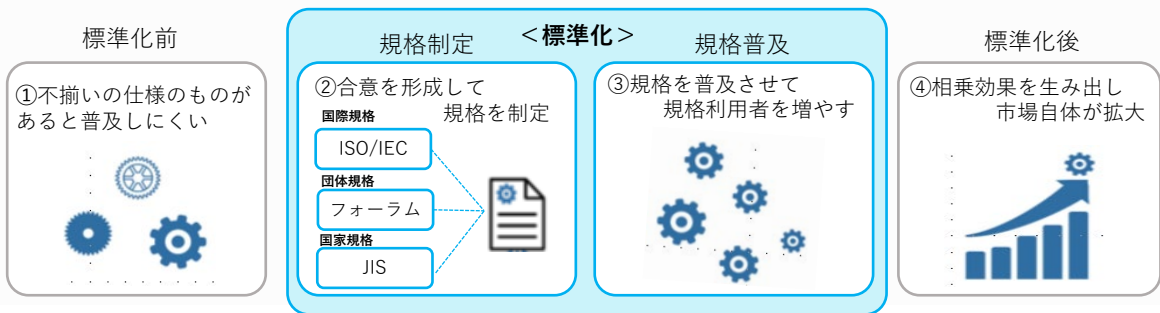 標準化前
①不揃いの仕様のものが
あると普及しにくい
＜標準化＞
規格制定
②合意を形成して
規格を制定
国際規格
ISO/IEC
団体規格
フォーラム
国家規格
JIS
規格普及
③規格を普及させて
規格利用者を増やす
標準化後
④相乗効果を生み出し
市場自体が拡大